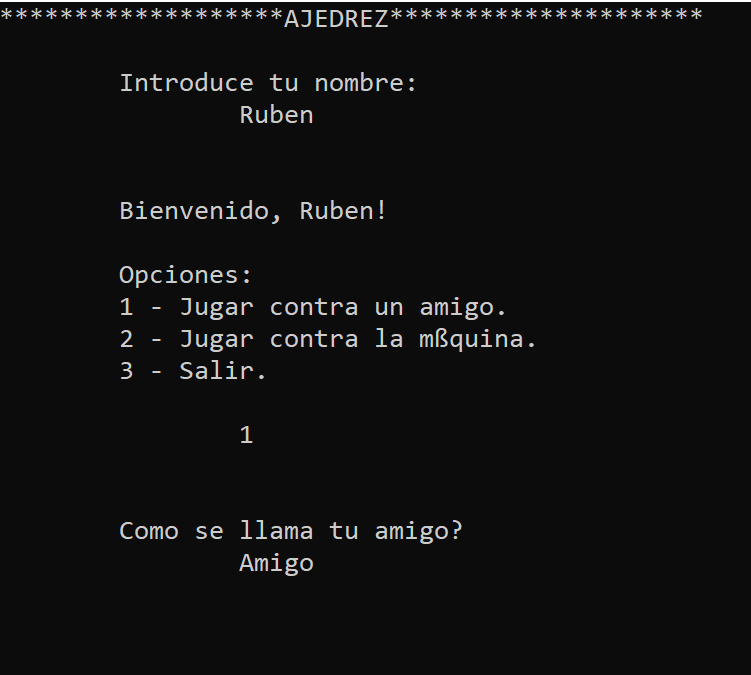 *******************AJEDREZ*********************
Introduce tu nombre:
Ruben
Bienvenido, Ruben!
Opciones:
1 - Jugar contra un amigo.
2 - Jugar contra la mßquina.
3 - Salir.
1
Como se llama tu amigo?
Amigo